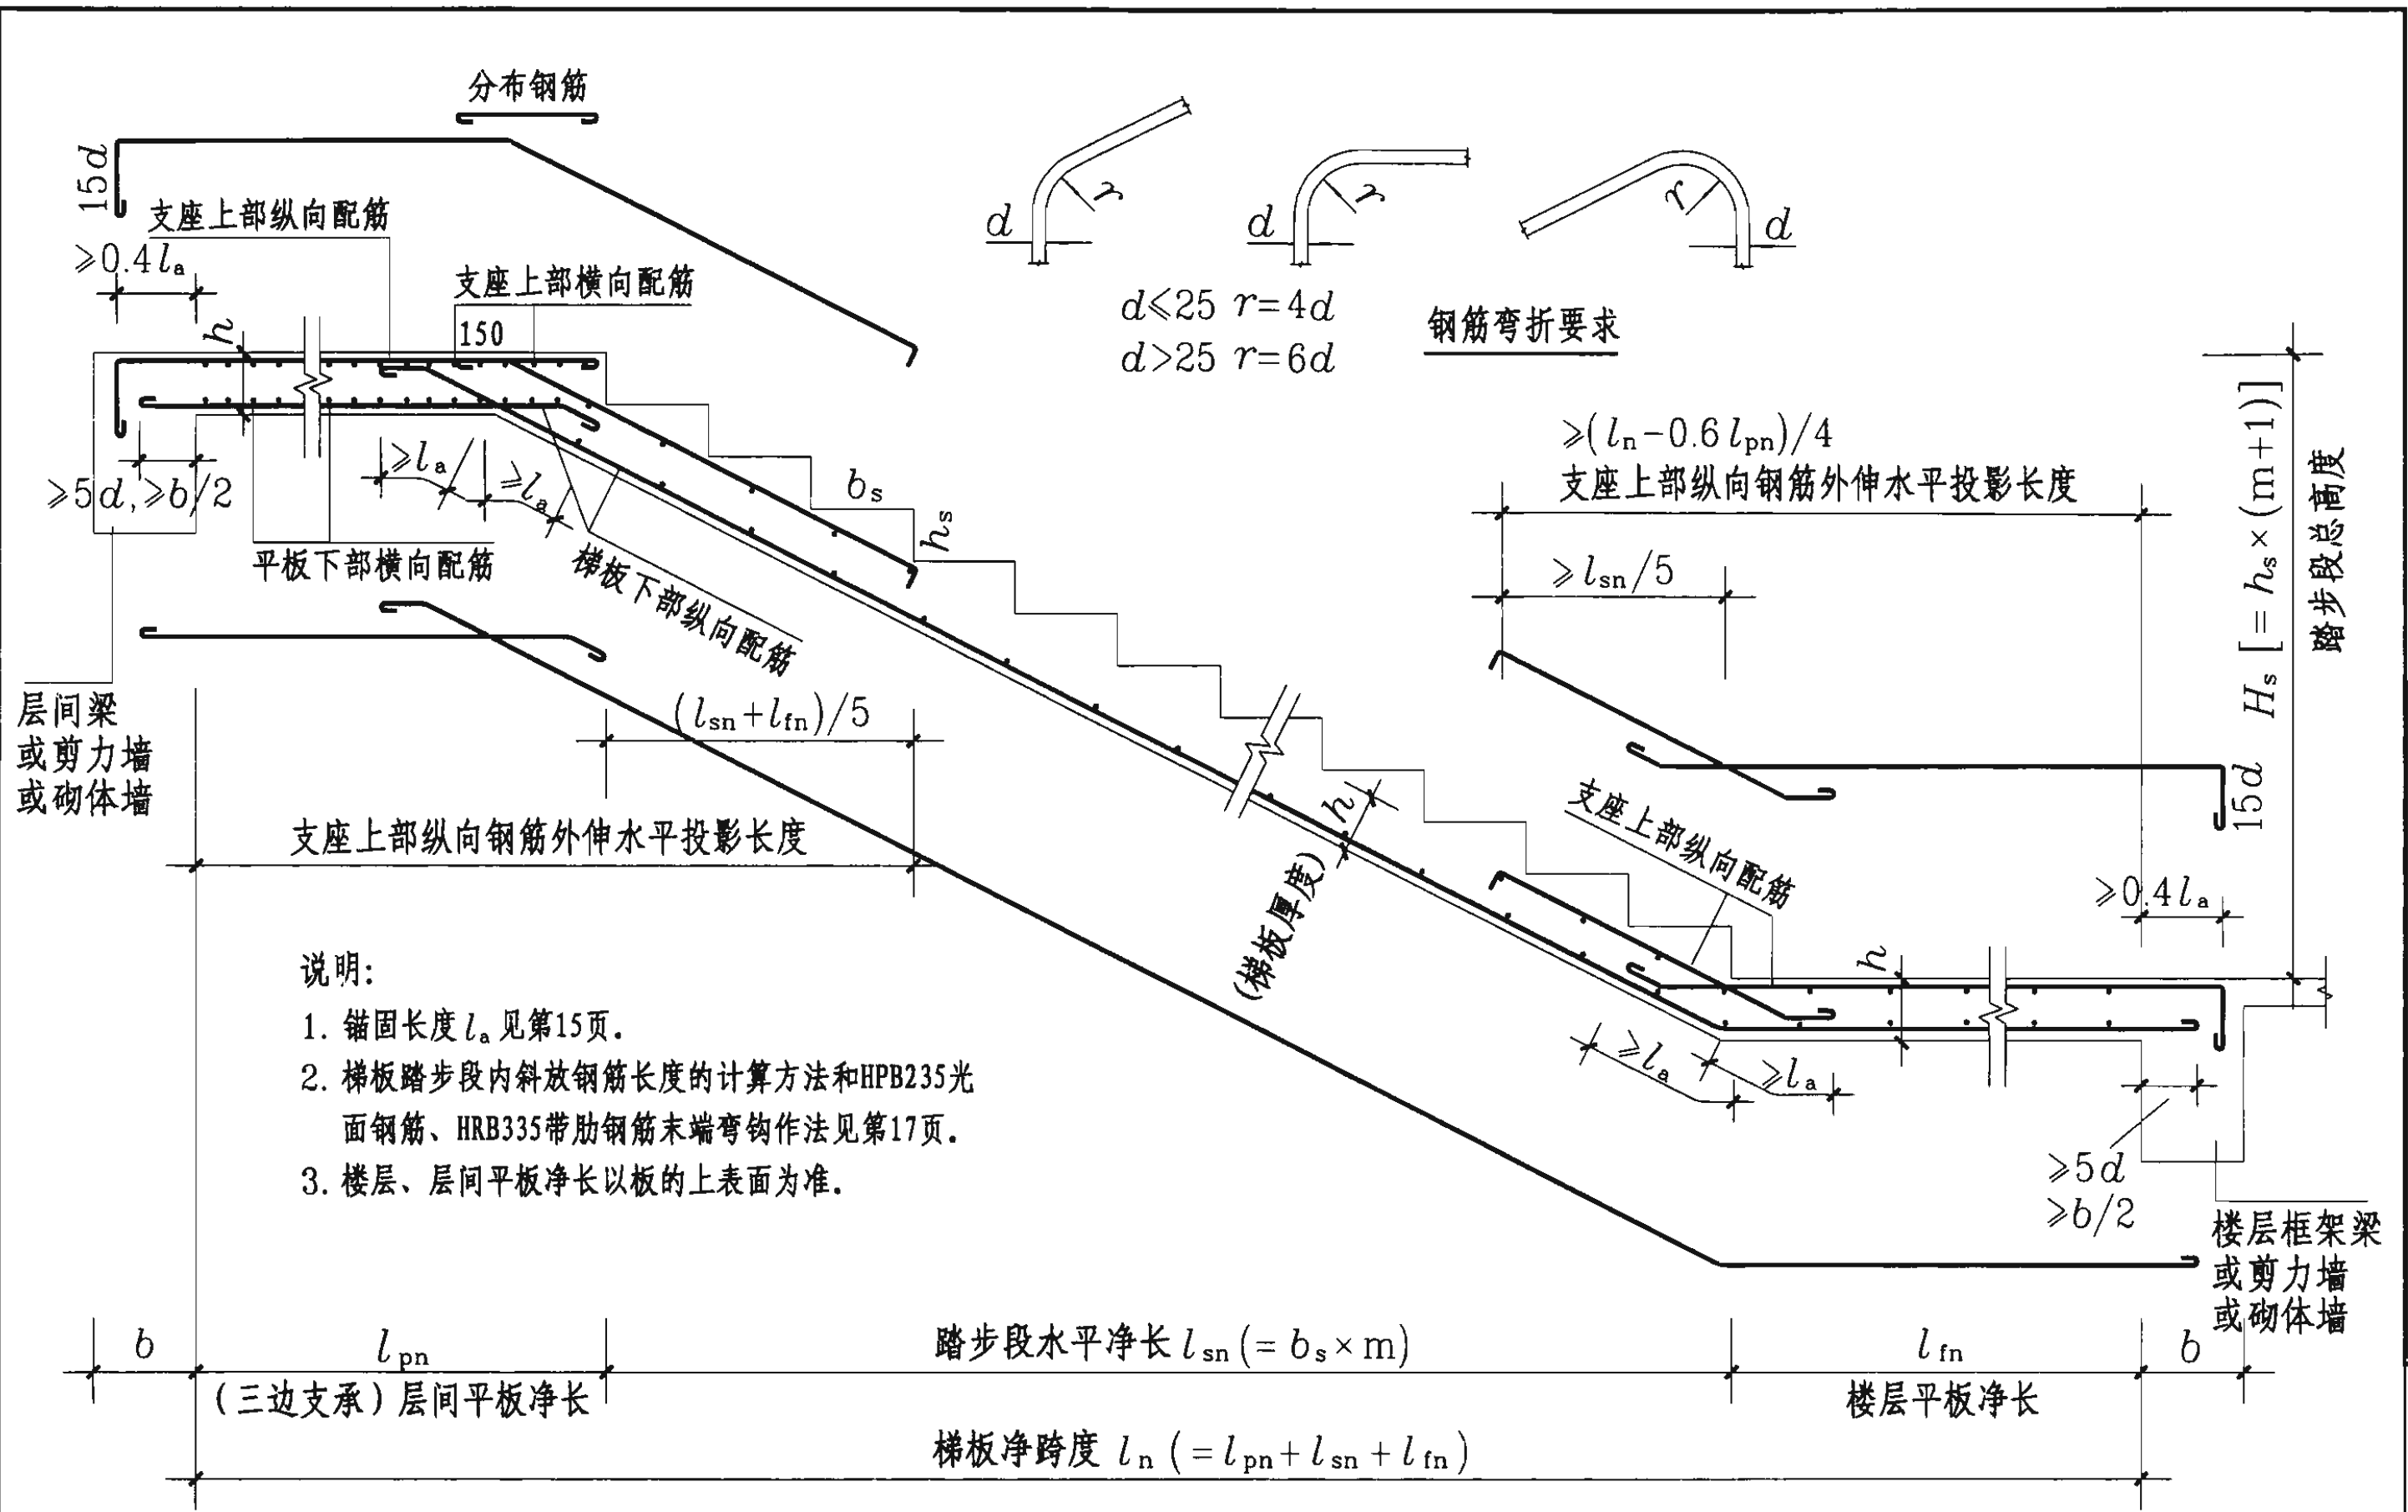 分布钢筋
15d
支座上部纵向配筋
≥0.4la
支座上部横向配筋
150
h
d
r
d
r
r
d
d≤25 r=4d
d>25 r=6d
钢筋弯折要求
≥5d,≥b/2
≥la
≥la
bs
hs
平板下部横向配筋
梯板下部纵向配筋
≥(ln-0.6lpn)/4
支座上部纵向钢筋外伸水平投影长度
≥lsn/5
Hs [=hs×(m+1)]
踏步段总高度
层间梁
或剪力墙
或砌体墙
(lsn+lfn)/5
支座上部纵向钢筋外伸水平投影长度
h
(梯板厚度)
支座上部纵向配筋
15d
≥0.4la
h
≥la
≥la
≥5d
≥b/2
楼层框架梁
或剪力墙
或砌体墙
说明:
1. 锚固长度la见第15页.
2. 梯板踏步段内斜放钢筋长度的计算方法和HPB235光
面钢筋、HRB335带肋钢筋末端弯钩作法见第17页.
3. 楼层、层间平板净长以板的上表面为准.
b
lpn
(三边支承)层间平板净长
踏步段水平净长lsn(=bs×m)
lfn
楼层平板净长
b
梯板净跨度 ln (=lpn+lsn+lfn)